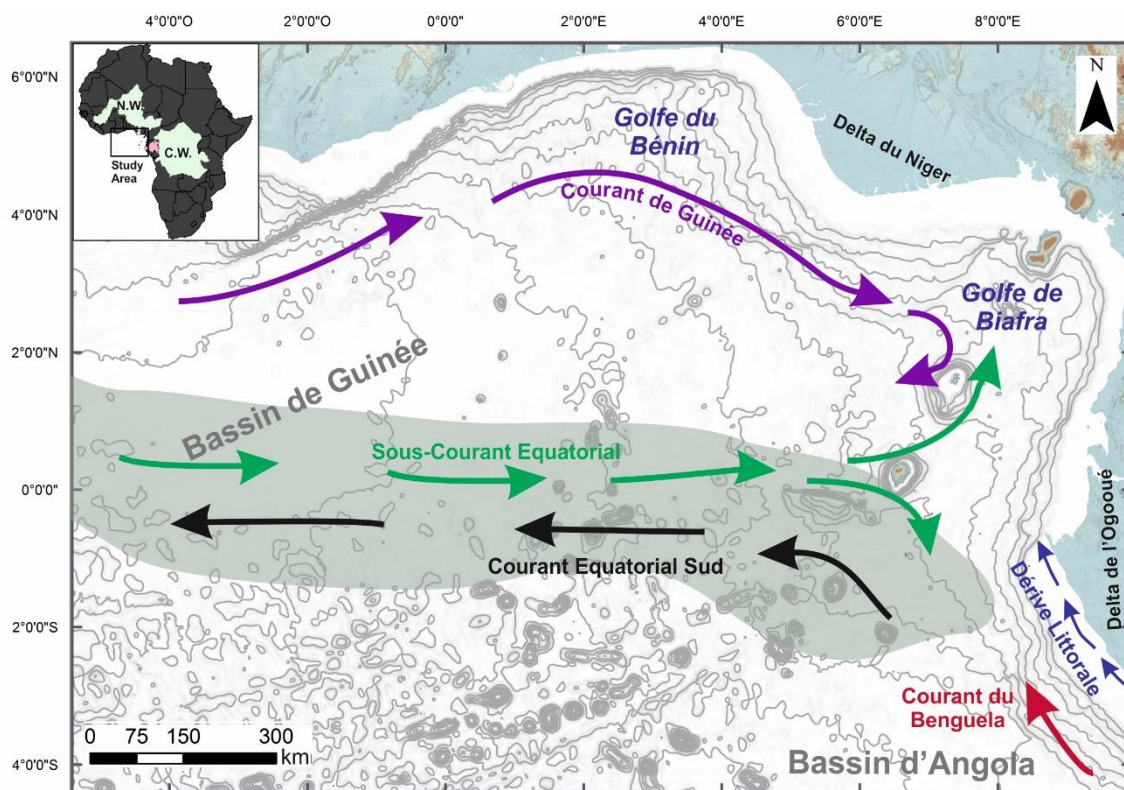 4°0'0"O
2°0'0"O
0°0'0"
2°0'0"E
4°0'0"E
6°0'0"E
8°0'0"E
6°0'0"N
4°0'0"N
2°0'0"N
0°0'0"
2°0'0"S
4°0'0"S
N.W.
C.W.
Study
Area
N
Golfe du
Bénin
Delta du Niger
Courant de Guinée
Golfe de
Biafra
Bassin de Guinée
Sous-Courant Equatorial
Courant Equatorial Sud
Dérive Littorale
Delta de l'Ogooué
Courant du
Benguela
Bassin d'Angola
0 75 150 300
km